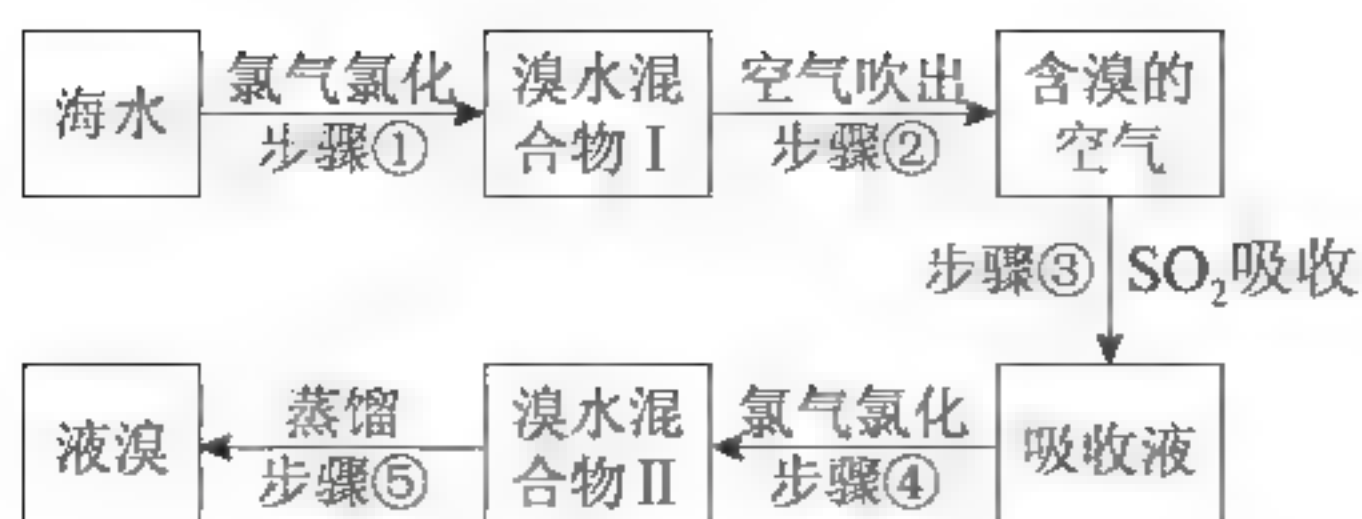 海水
氯气氯化
步骤①
溴水混
合物Ⅰ
空气吹出
步骤②
含溴的
空气
步骤③
SO₂吸收
吸收液
氯气氯化
步骤④
溴水混
合物Ⅱ
蒸馏
步骤⑤
液溴